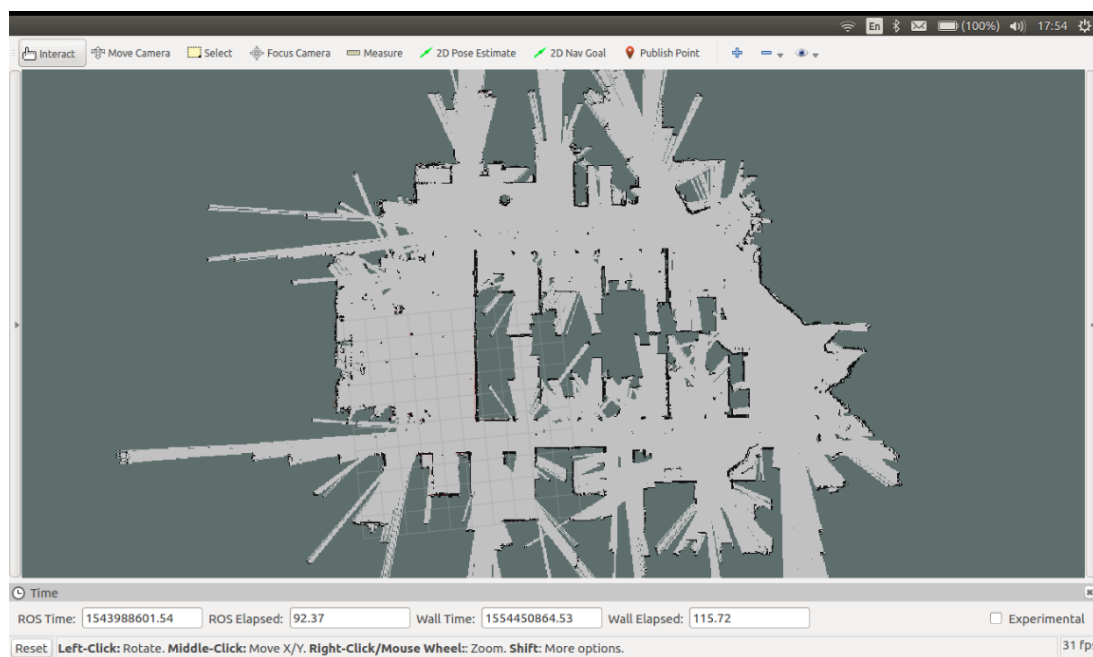 En (100%) 17:54
Interact Move Camera Select Focus Camera Measure 2D Pose Estimate 2D Nav Goal Publish Point
Time
ROS Time: 1543988601.54 ROS Elapsed: 92.37 Wall Time: 1554450864.53 Wall Elapsed: 115.72 Experimental
Reset Left-Click: Rotate. Middle-Click: Move X/Y. Right-Click/Mouse Wheel:: Zoom. Shift: More options. 31 fps